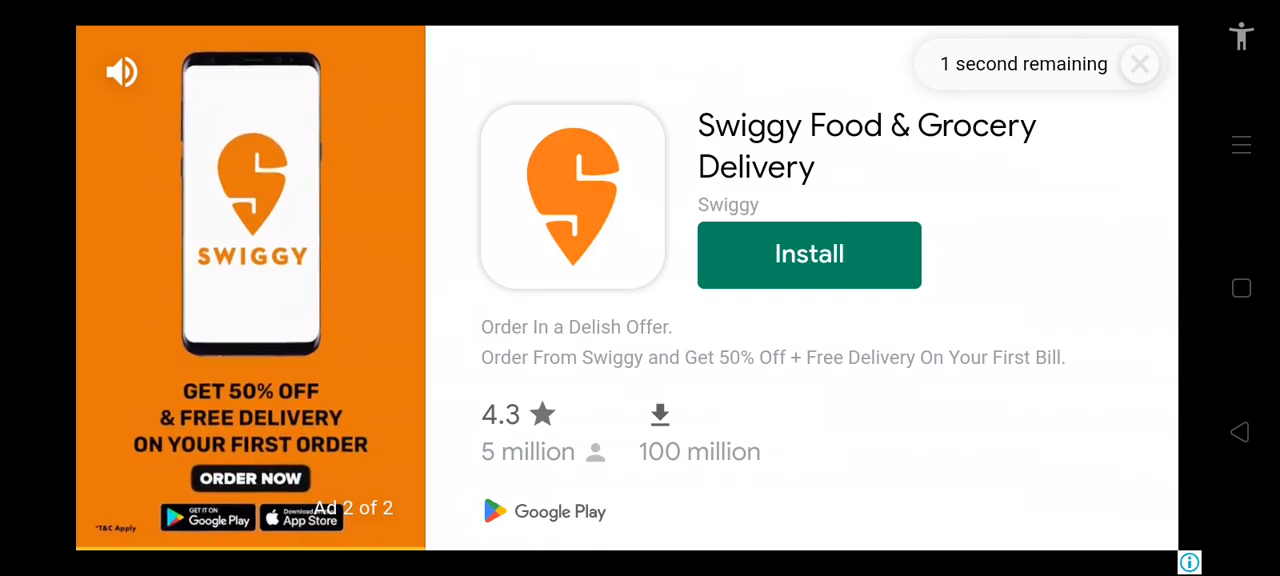 1 second remaining
SWIGGY
GET 50% OFF
& FREE DELIVERY
ON YOUR FIRST ORDER
ORDER NOW
GET IT ON
Google Play
App Store
Ad 2 of 2
*T&C Apply
Swiggy Food & Grocery
Delivery
Swiggy
Install
Order In a Delish Offer.
Order From Swiggy and Get 50% Off + Free Delivery On Your First Bill.
4.3
5 million
100 million
Google Play